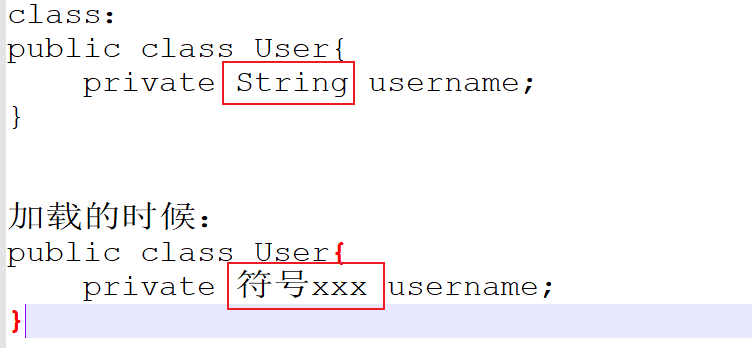 class:
public class User{
    private String username;
}
加载的时候:
public class User{
    private 符号xxx username;
}